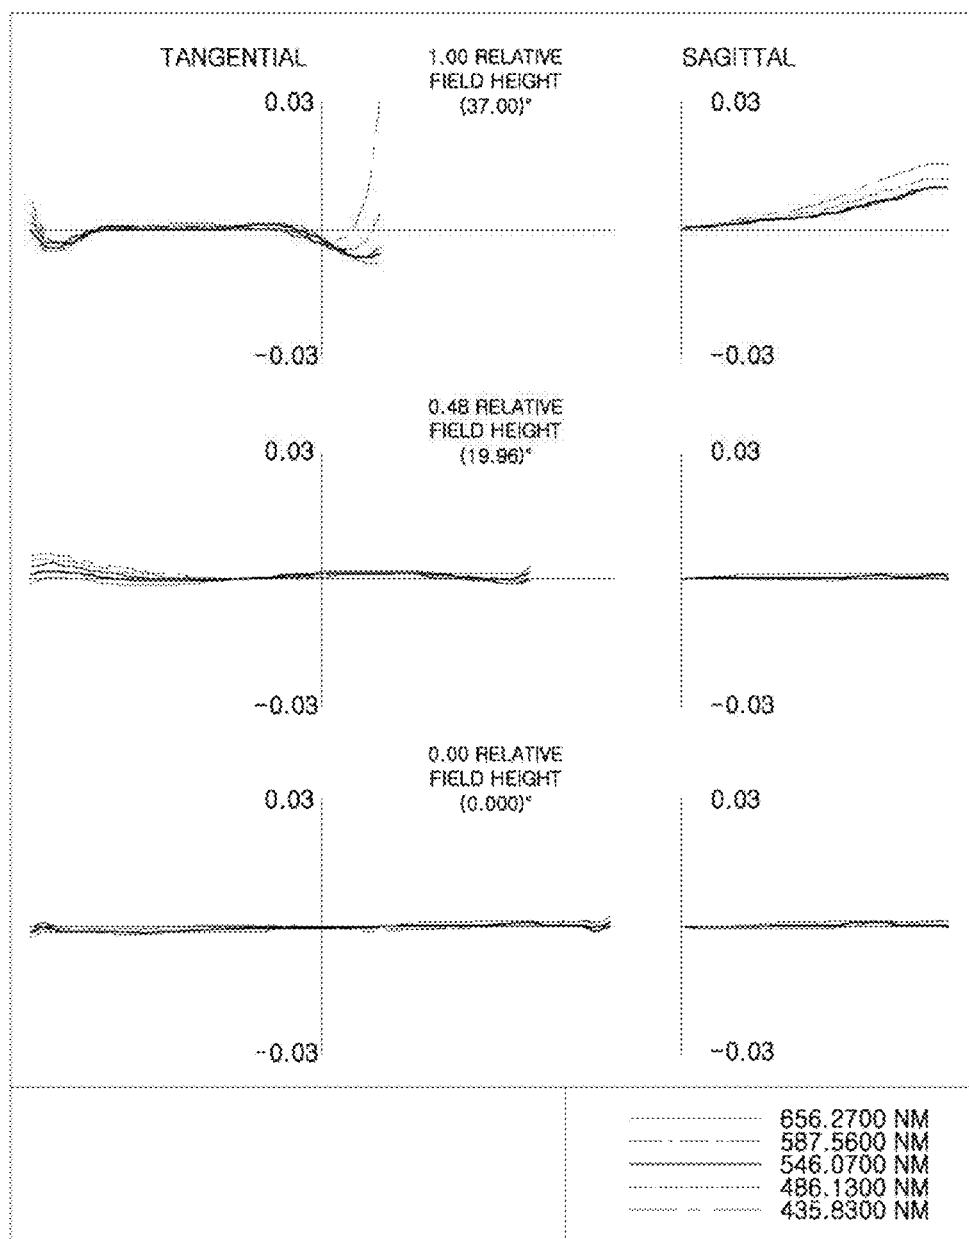 TANGENTIAL
1.00 RELATIVE
FIELD HEIGHT
(37.00)°
SAGITTAL
0.03
0.03
-0.03
-0.03
0.48 RELATIVE
FIELD HEIGHT
(19.96)°
0.03
0.03
-0.03
-0.03
0.00 RELATIVE
FIELD HEIGHT
(0.000)°
0.03
0.03
-0.03
-0.03
656.2700 NM
587.5600 NM
546.0700 NM
486.1300 NM
435.8300 NM